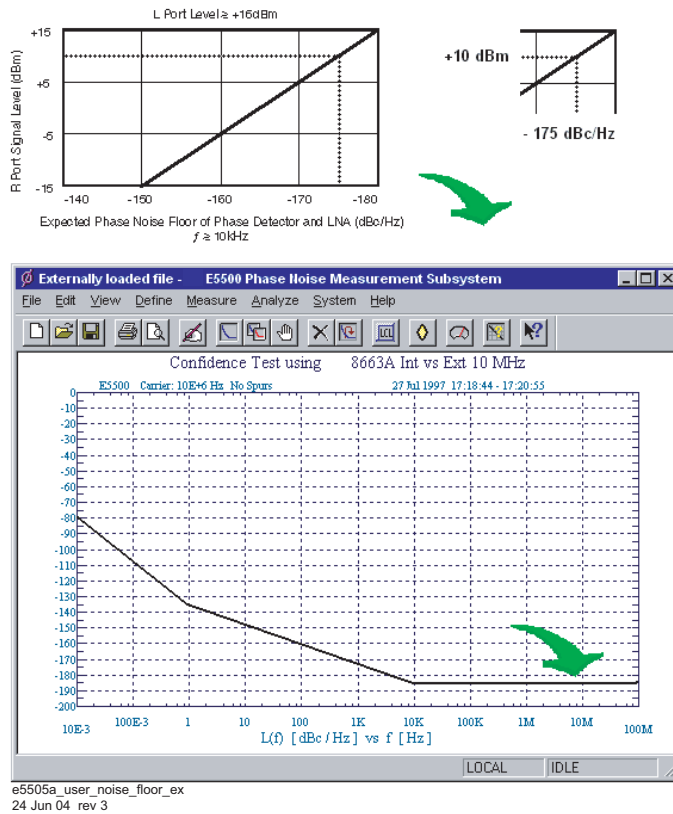 L Port Level ≥ +16dBm
+15
+5
-5
-15
R Port Signal Level (dBm)
-140 -150 -160 -170 -180
Expected Phase Noise Floor of Phase Detector and LNA (dBc/Hz)
f ≥ 10kHz
+10 dBm
- 175 dBc/Hz
Externally loaded file - E5500 Phase Noise Measurement Subsystem
File Edit View Define Measure Analyze System Help
Confidence Test using 8663A Int vs Ext 10 MHz
E5500 Carrier: 10E+6 Hz No Spurs 27 Jul 1997 17:18:44 - 17:20:55
0
-10
-20
-30
-40
-50
-60
-70
-80
-90
-100
-110
-120
-130
-140
-150
-160
-170
-180
-190
-200
10E-3 100E-3 1 10 100 1K 10K 100K 1M 10M 100M
L(f) [ dBc / Hz ] vs f [ Hz ]
LOCAL IDLE
e5505a_user_noise_floor_ex
24 Jun 04 rev 3